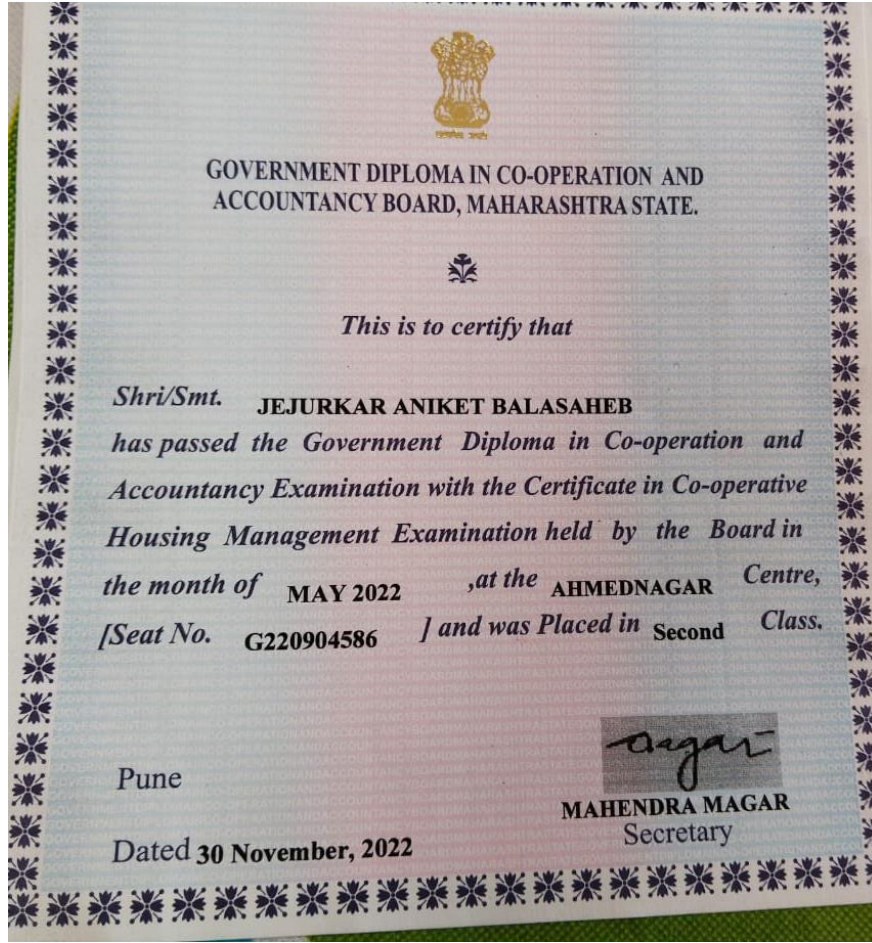 GOVERNMENT DIPLOMA IN CO-OPERATION AND
ACCOUNTANCY BOARD, MAHARASHTRA STATE.
This is to certify that
Shri/Smt. JEJURKAR ANIKET BALASAHEB
has passed the Government Diploma in Co-operation and
Accountancy Examination with the Certificate in Co-operative
Housing Management Examination held by the Board in
the month of MAY 2022 ,at the AHMEDNAGAR Centre,
[Seat No. G220904586 ] and was Placed in Second Class.
Pune
MAHENDRA MAGAR
Secretary
Dated 30 November, 2022